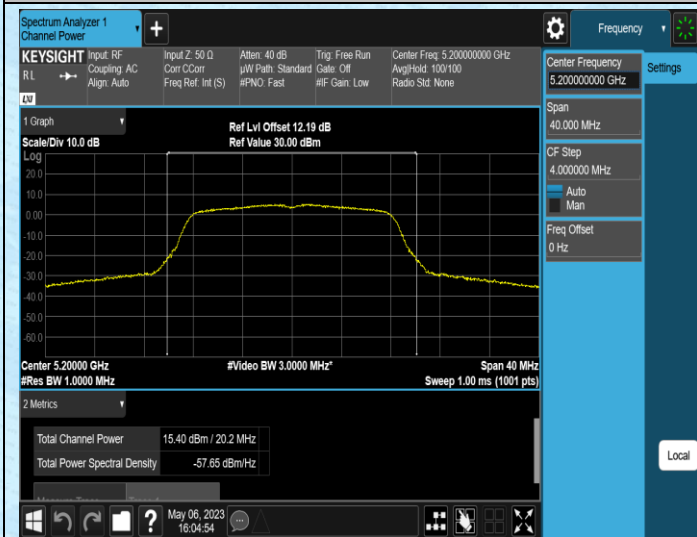 Spectrum Analyzer 1
Channel Power
Frequency
KEYSIGHT
R L
LXI
Input: RF
Coupling: AC
Align: Auto
Input Z: 50 Ω
Corr CCorr
Freq Ref: Int (S)
Atten: 40 dB
µW Path: Standard
#PNO: Fast
Trig: Free Run
Gate: Off
#IF Gain: Low
Center Freq: 5.200000000 GHz
Avg|Hold: 100/100
Radio Std: None
Center Frequency
5.200000000 GHz
Settings
Span
40.000 MHz
CF Step
4.000000 MHz
Auto
Man
Freq Offset
0 Hz
1 Graph
Scale/Div 10.0 dB
Ref Lvl Offset 12.19 dB
Ref Value 30.00 dBm
Log
20.0
10.0
0.00
-10.0
-20.0
-30.0
-40.0
-50.0
-60.0
Center 5.20000 GHz
#Video BW 3.0000 MHz*
Span 40 MHz
#Res BW 1.0000 MHz
Sweep 1.00 ms (1001 pts)
2 Metrics
Total Channel Power 15.40 dBm / 20.2 MHz
Total Power Spectral Density -57.65 dBm/Hz
Local
?
May 06, 2023
16:04:54